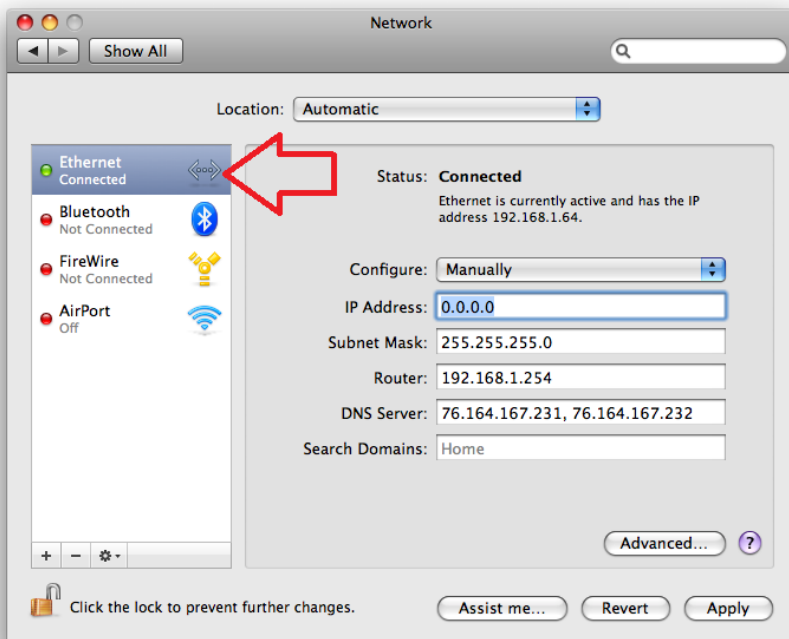 Network
Show All
Location: Automatic
Ethernet
Connected
Bluetooth
Not Connected
FireWire
Not Connected
AirPort
Off
Status: Connected
Ethernet is currently active and has the IP
address 192.168.1.64.
Configure: Manually
IP Address: 0.0.0.0
Subnet Mask: 255.255.255.0
Router: 192.168.1.254
DNS Server: 76.164.167.231, 76.164.167.232
Search Domains: Home
Advanced... ?
Click the lock to prevent further changes.
Assist me... Revert Apply